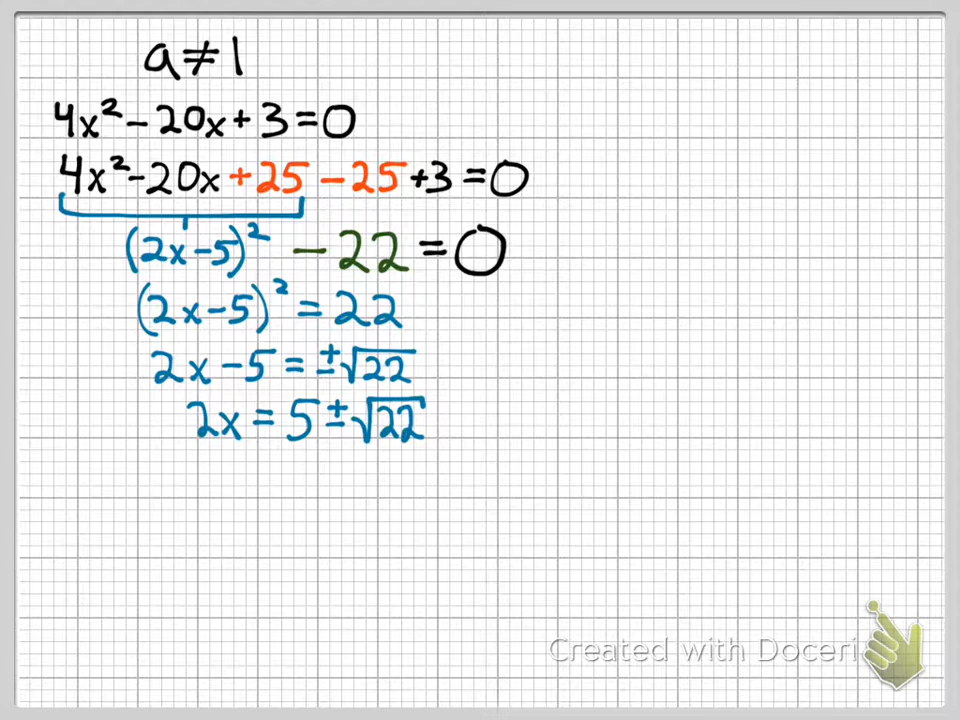 a ≠ 1
4x² − 20x + 3 = 0
4x² − 20x + 25 − 25 + 3 = 0
(2x − 5)² − 22 = 0
(2x − 5)² = 22
2x − 5 = ±√22
2x = 5 ± √22
Created with Doceri